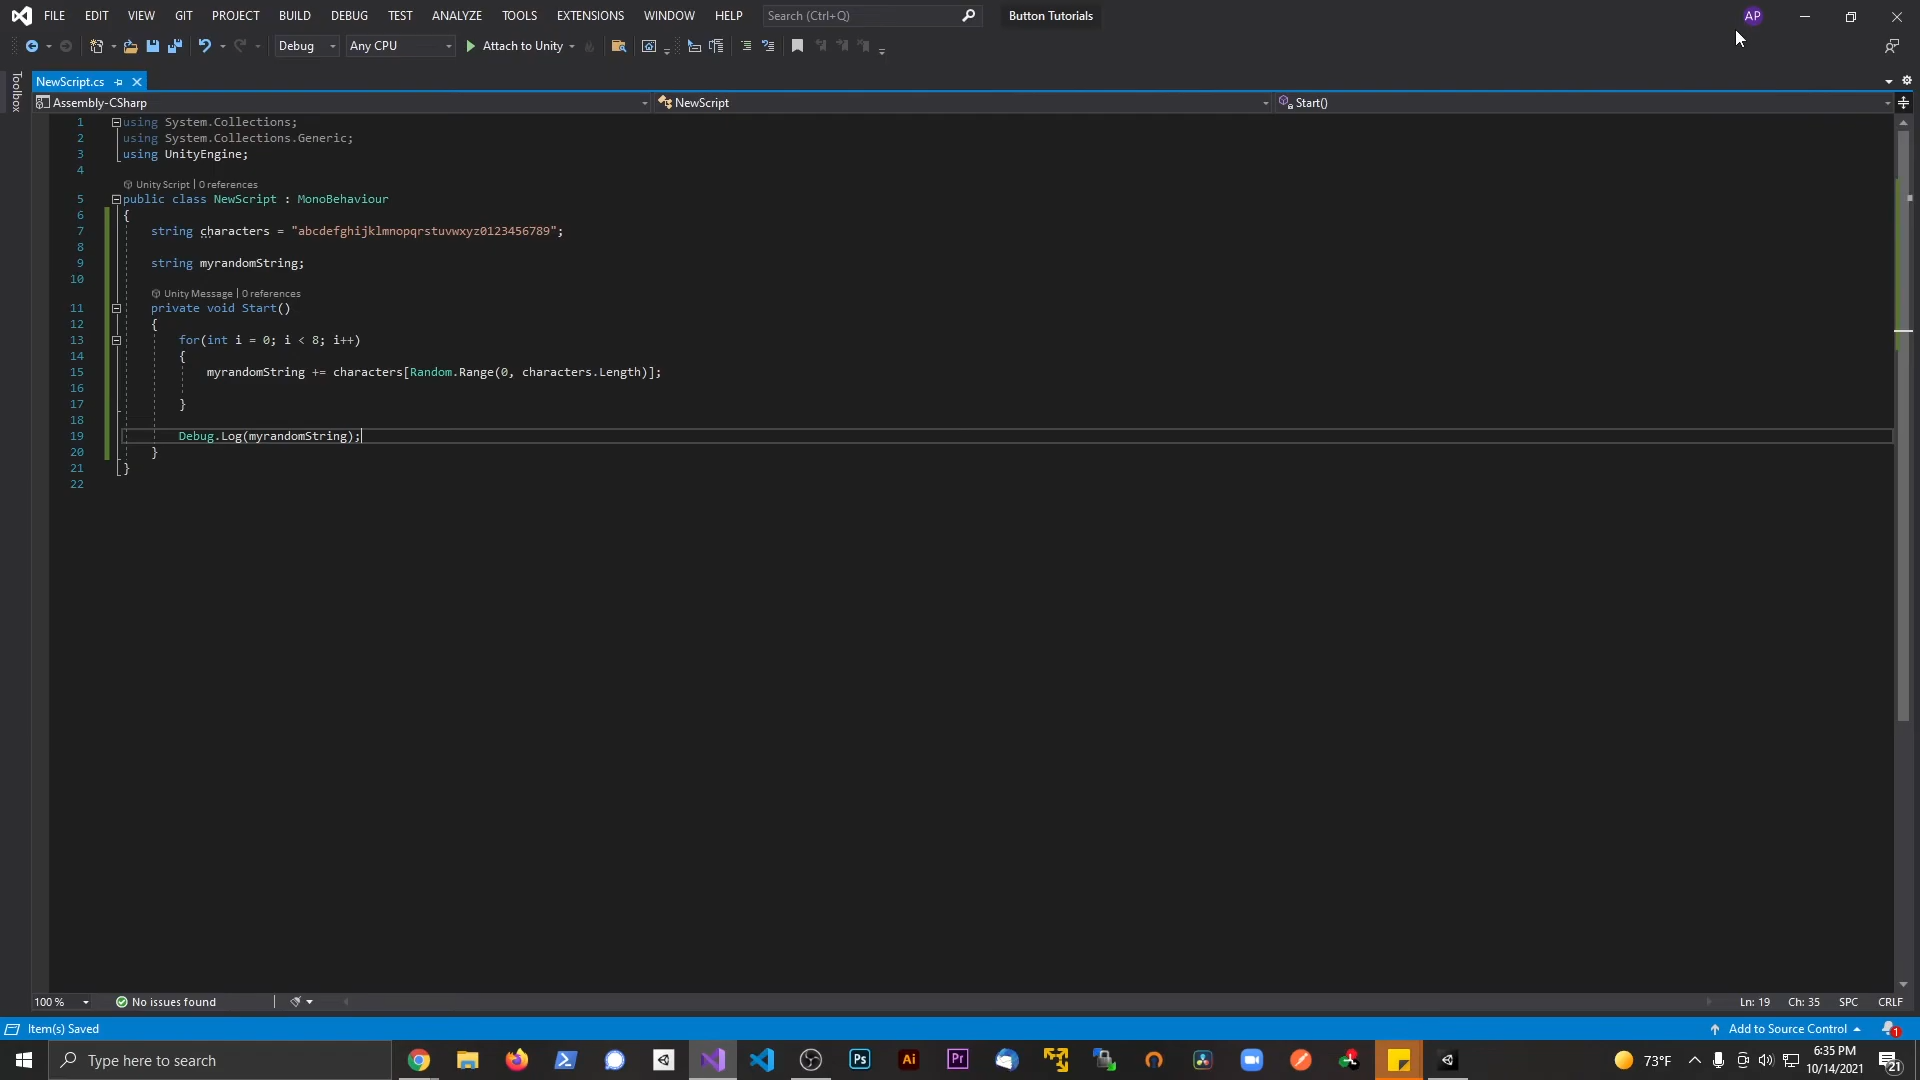 FILE EDIT VIEW GIT PROJECT BUILD DEBUG TEST ANALYZE TOOLS EXTENSIONS WINDOW HELP Search (Ctrl+Q) Button Tutorials AP
Debug Any CPU Attach to Unity
Toolbox
NewScript.cs
Assembly-CSharp NewScript Start()
1 using System.Collections;
2 using System.Collections.Generic;
3 using UnityEngine;
4
Unity Script | 0 references
5 public class NewScript : MonoBehaviour
6 {
7 string characters = "abcdefghijklmnopqrstuvwxyz0123456789";
8
9 string myrandomString;
10
Unity Message | 0 references
11 private void Start()
12 {
13 for(int i = 0; i < 8; i++)
14 {
15 myrandomString += characters[Random.Range(0, characters.Length)];
16
17 }
18
19 Debug.Log(myrandomString);
20 }
21 }
22
100 % No issues found Ln: 19 Ch: 35 SPC CRLF
Item(s) Saved Add to Source Control 1
Type here to search Ps Ai Pr 73°F 6:35 PM
10/14/2021 21